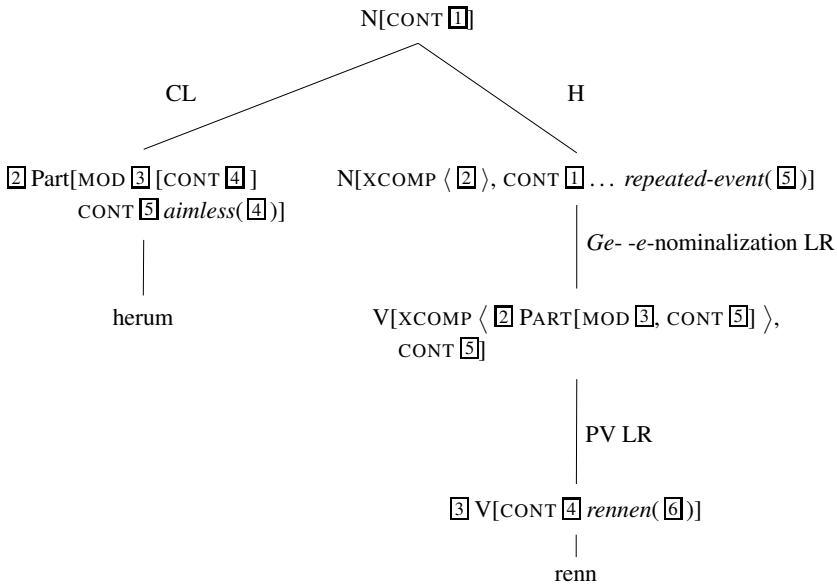 N[CONT 1]
CL
H
2 Part[MOD 3 [CONT 4]
CONT 5 aimless( 4 )]
N[XCOMP ⟨ 2 ⟩, CONT 1 … repeated-event( 5 )]
Ge- -e-nominalization LR
herum
V[XCOMP ⟨ 2 PART[MOD 3, CONT 5] ⟩,
CONT 5]
PV LR
3 V[CONT 4 rennen( 6 )]
renn